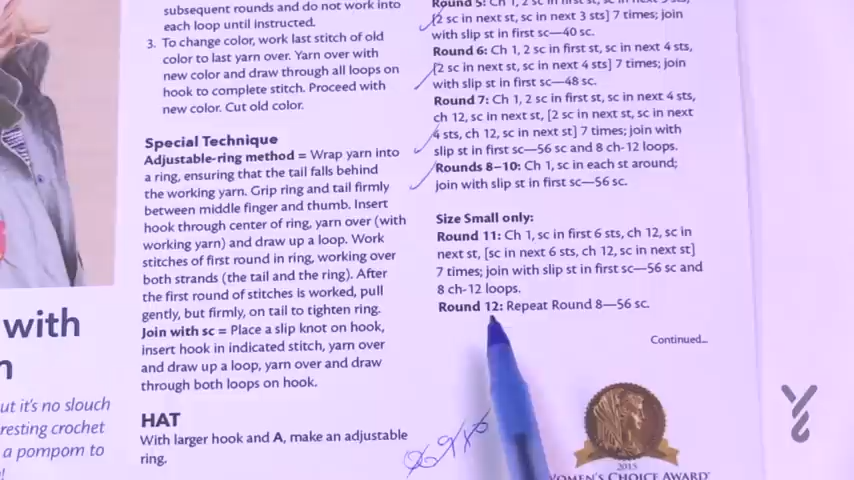 subsequent rounds and do not work into
each loop until instructed.
3. To change color, work last stitch of old
color to last yarn over. Yarn over with
new color and draw through all loops on
hook to complete stitch. Proceed with
new color. Cut old color.
Special Technique
Adjustable-ring method = Wrap yarn into
a ring, ensuring that the tail falls behind
the working yarn. Grip ring and tail firmly
between middle finger and thumb. Insert
hook through center of ring, yarn over (with
working yarn) and draw up a loop. Work
stitches of first round in ring, working over
both strands (the tail and the ring). After
the first round of stitches is worked, pull
gently, but firmly, on tail to tighten ring.
Join with sc = Place a slip knot on hook,
insert hook in indicated stitch, yarn over
and draw up a loop, yarn over and draw
through both loops on hook.
HAT
With larger hook and A, make an adjustable
ring.
Round 5: Ch 1, 2 sc in first st, sc in next 3 sts,
[2 sc in next st, sc in next 3 sts] 7 times; join
with slip st in first sc—40 sc.
Round 6: Ch 1, 2 sc in first st, sc in next 4 sts,
[2 sc in next st, sc in next 4 sts] 7 times; join
with slip st in first sc—48 sc.
Round 7: Ch 1, 2 sc in first st, sc in next 4 sts,
ch 12, sc in next st, [2 sc in next st, sc in next
4 sts, ch 12, sc in next st] 7 times; join with
slip st in first sc—56 sc and 8 ch-12 loops.
Rounds 8–10: Ch 1, sc in each st around;
join with slip st in first sc—56 sc.
Size Small only:
Round 11: Ch 1, sc in first 6 sts, ch 12, sc in
next st, [sc in next 6 sts, ch 12, sc in next st]
7 times; join with slip st in first sc—56 sc and
8 ch-12 loops.
Round 12: Repeat Round 8—56 sc.
Continued...
2015
WOMEN'S CHOICE AWARD
with
ut it's no slouch
resting crochet
a pompom to